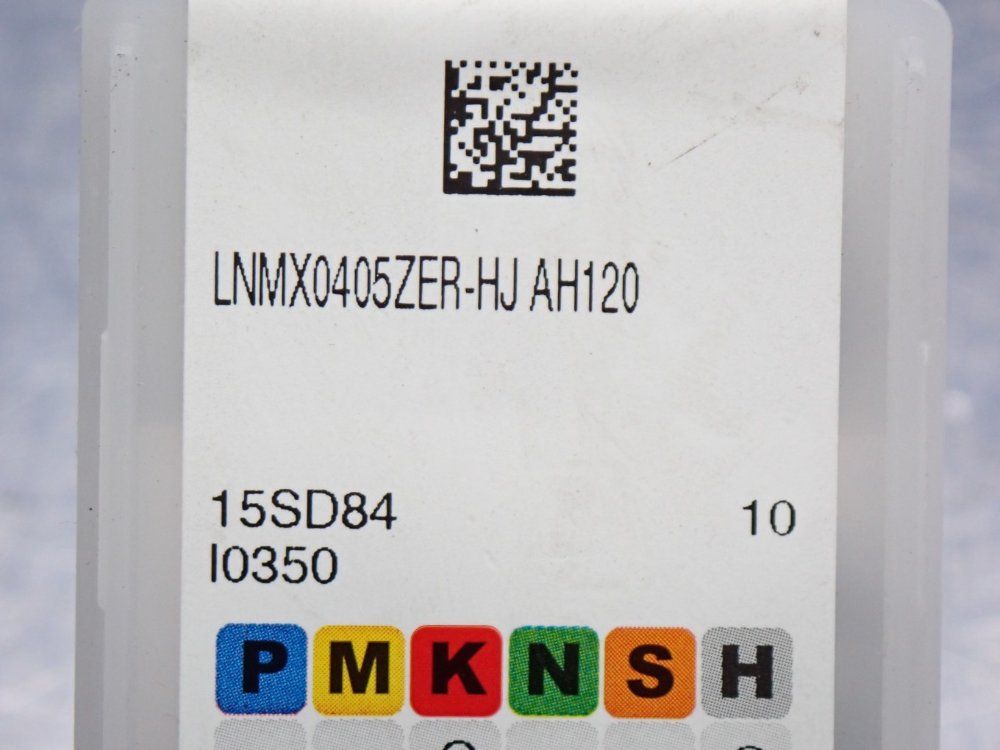 LNMX0405ZER-HJ AH120
15SD84 10
I0350
P M K N S H